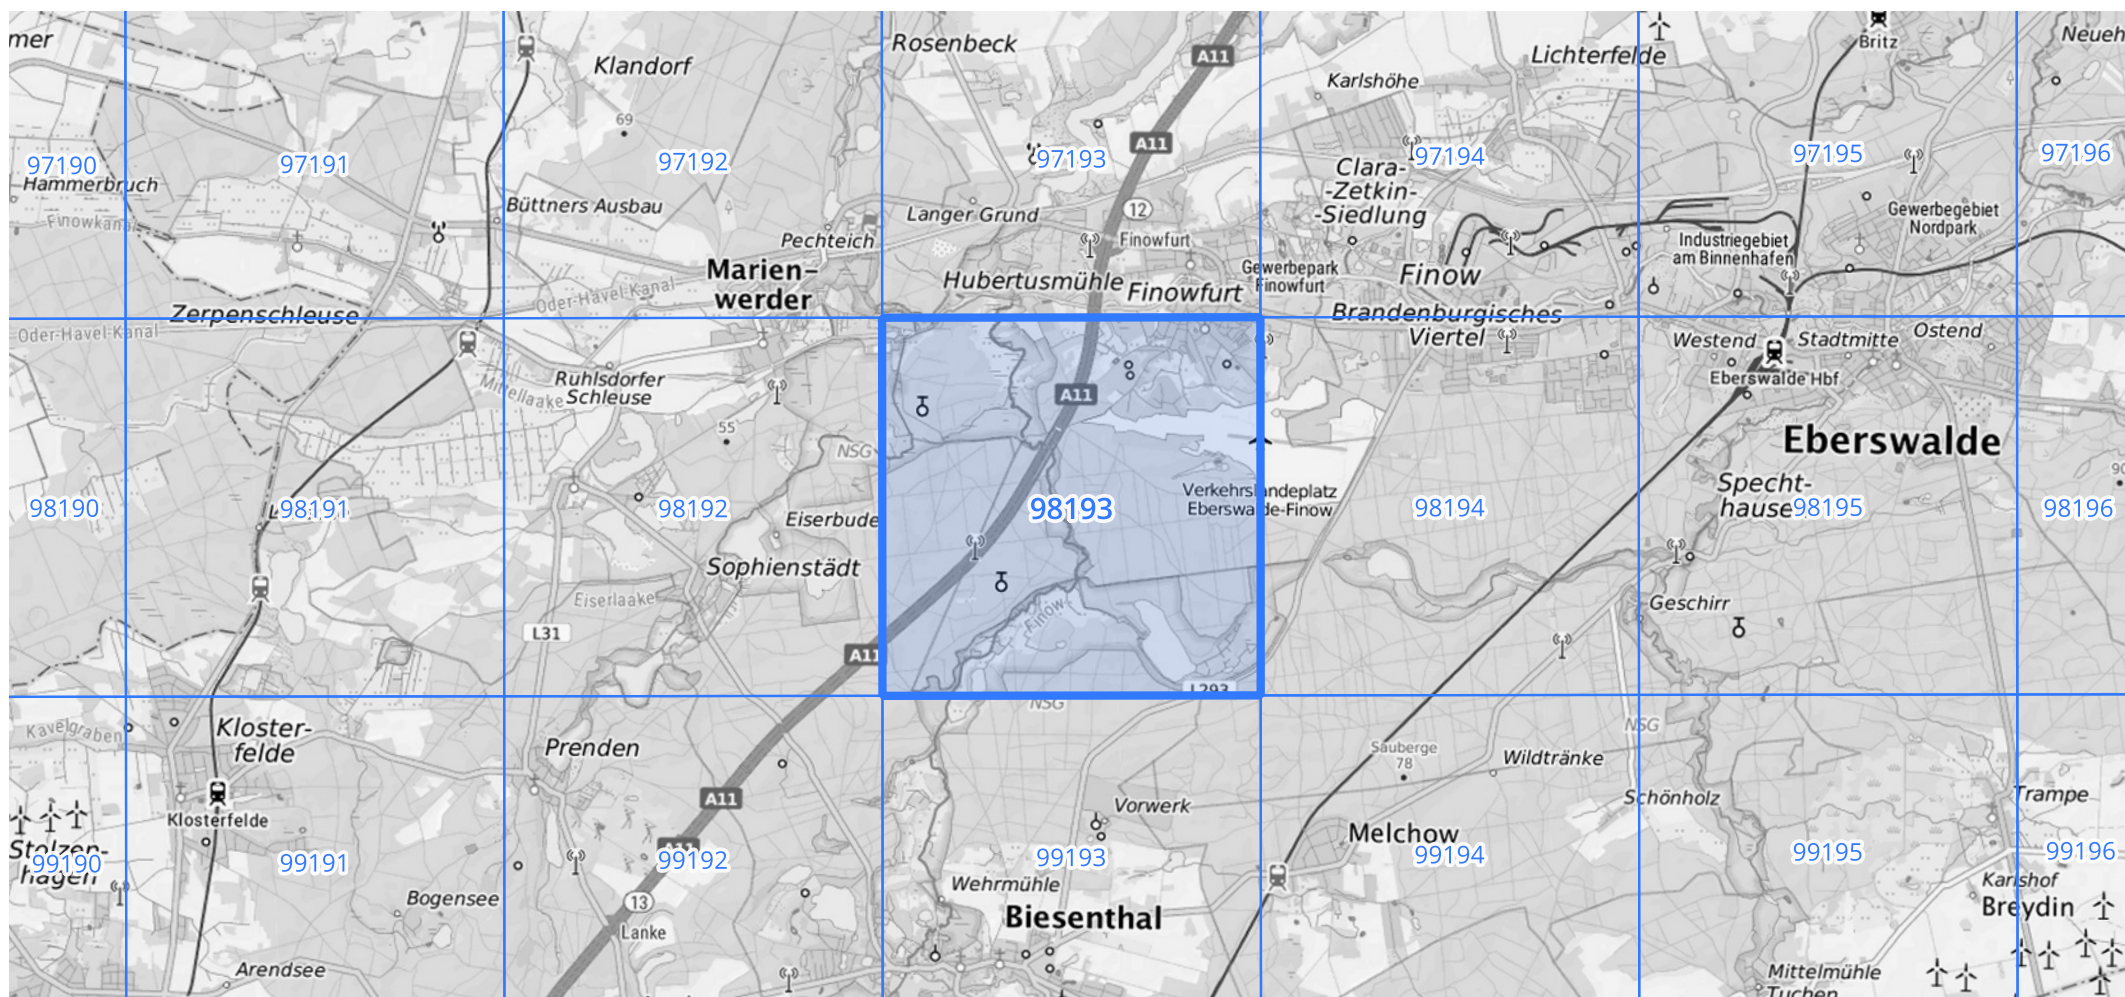 mer
Klandorf
Rosenbeck
A11
Lichterfelde
Britz
Neueh
Karlshöhe
69
A11
97190
97191
97192
97193
97194
97195
97196
Hammerbruch
Clara-
-Zetkin-
-Siedlung
Finowkanal
Büttners Ausbau
Langer Grund
12
Gewerbegebiet
Nordpark
Pechteich
Finowfurt
Industriegebiet
am Binnenhafen
Marien-
werder
Hubertusmühle
Finowfurt
Gewerbepark
Finowfurt
Finow
Oder-Havel-Kanal
Zerpenschleuse
Brandenburgisches
Viertel
Oder-Havel-Kanal
Westend
Stadtmitte
Ostend
Mittellaake
Ruhlsdorfer
Schleuse
A11
Eberswalde Hbf
55
NSG
Eberswalde
90
Specht-
hausen
Verkehrslandeplatz
Eberswalde-Finow
98190
98191
98192
98193
98194
98195
98196
Eiserbude
Sophienstädt
Eiserlaake
Finow
Geschirr
L31
A11
L293
NSG
NSG
Kavelgraben
Kloster-
felde
Prenden
Sauberge
78
Wildtränke
A11
Vorwerk
Schönholz
Trampe
Klosterfelde
Melchow
A11
Stolzen-
hagen
99190
99191
99192
99193
99194
99195
99196
Bogensee
Wehrmühle
Karlshof
Breydin
13
Lanke
Biesenthal
Arendsee
Mittelmühle
Tuchen